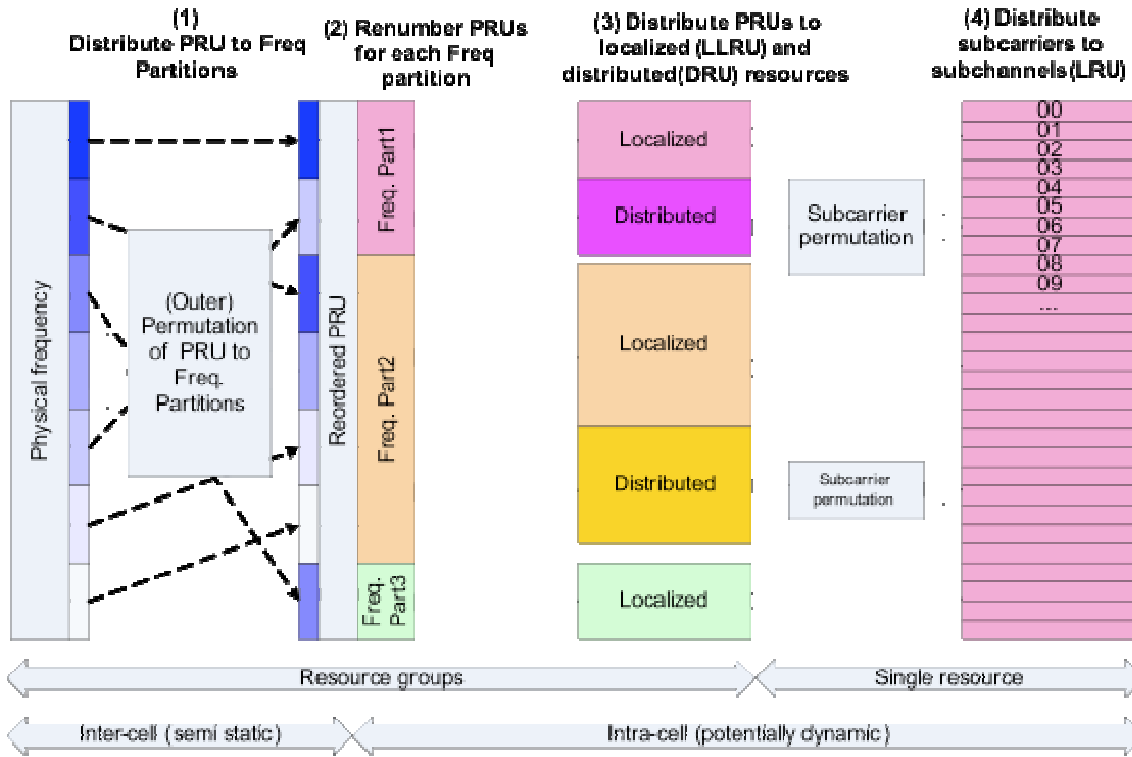 (1)
Distribute PRU to Freq
Partitions
(2) Renumber PRUs
for each Freq
partition
(3) Distribute PRUs to
localized (LLRU) and
distributed(DRU) resources
(4) Distribute
subcarriers to
subchannels(LRU)
Physical frequency
(Outer)
Permutation
of PRU to
Freq.
Partitions
Reordered PRU
Freq. Part1
Freq. Part2
Freq.
Part3
Localized
Distributed
Localized
Distributed
Localized
Subcarrier
permutation
Subcarrier
permutation
00
01
02
03
04
05
06
07
08
09
...
Resource groups
Single resource
Inter-cell (semi static)
Intra-cell (potentially dynamic)